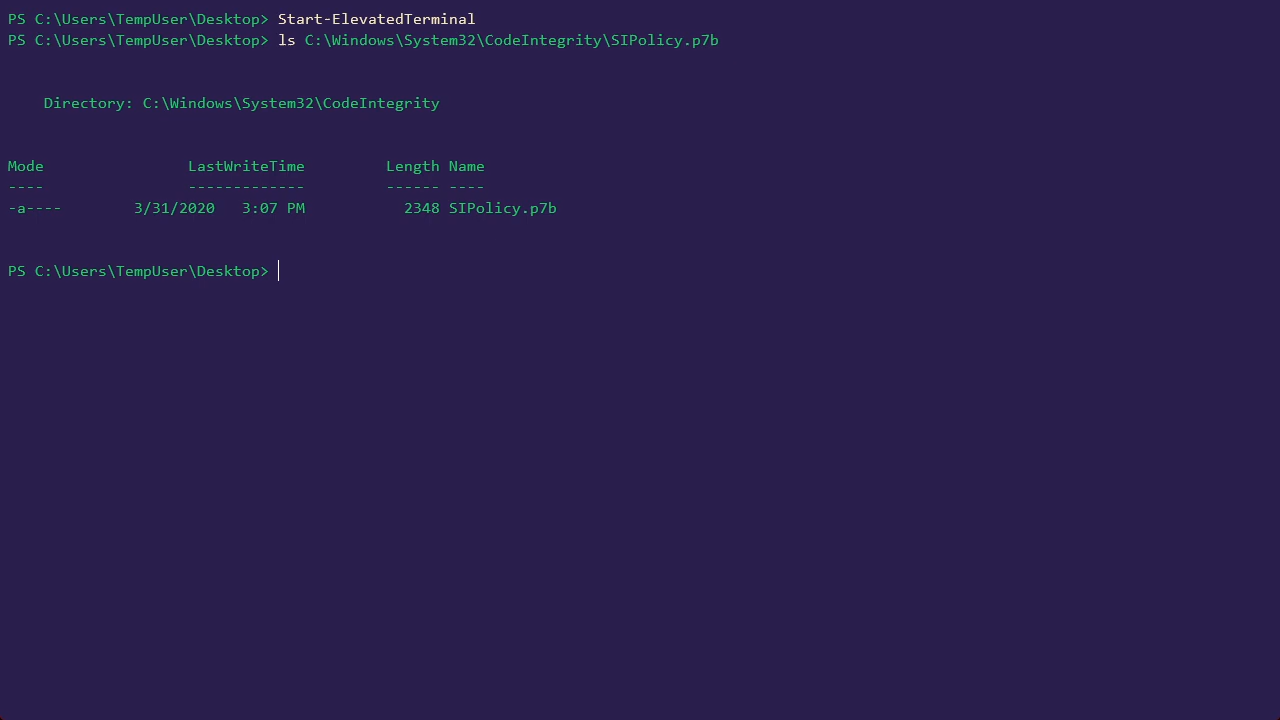 PS C:\Users\TempUser\Desktop> Start-ElevatedTerminal
PS C:\Users\TempUser\Desktop> ls C:\Windows\System32\CodeIntegrity\SIPolicy.p7b
    Directory: C:\Windows\System32\CodeIntegrity
Mode                LastWriteTime         Length Name
----                -------------         ------ ----
-a----        3/31/2020   3:07 PM           2348 SIPolicy.p7b
PS C:\Users\TempUser\Desktop>